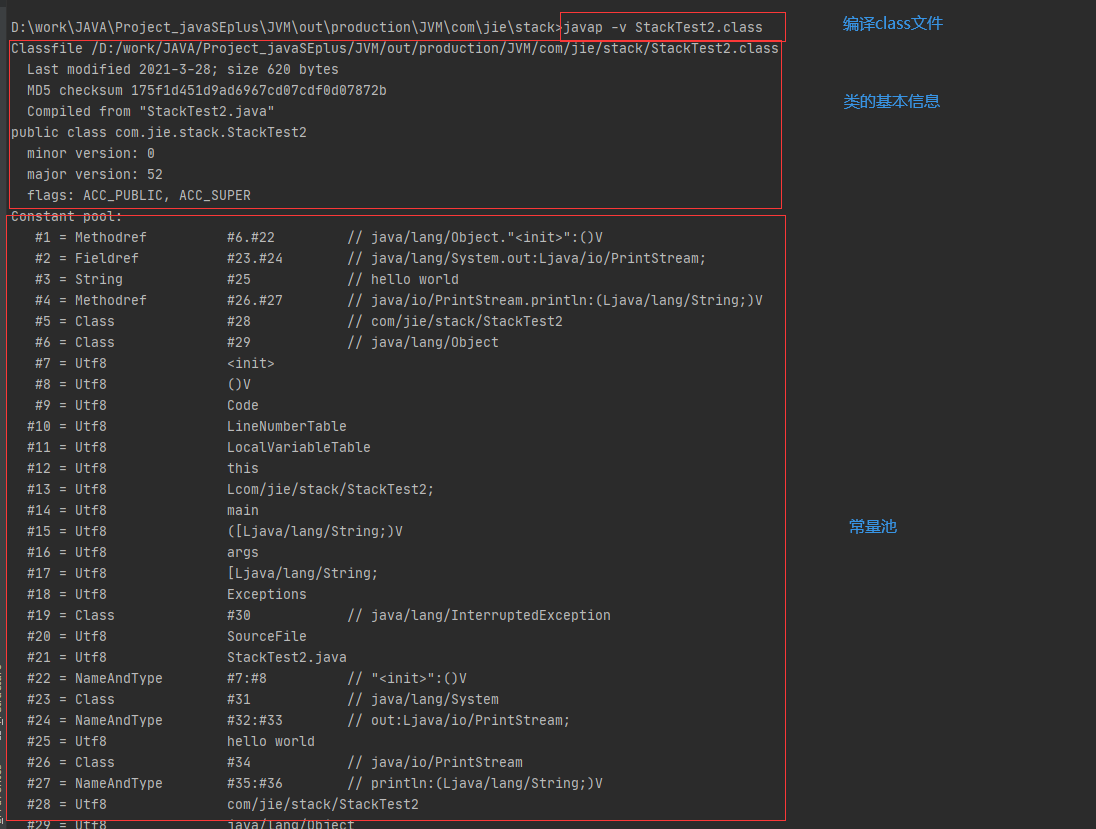 D:\work\JAVA\Project_javaSEplus\JVM\out\production\JVM\com\jie\stack>javap -v StackTest2.class
编译class文件
Classfile /D:/work/JAVA/Project_javaSEplus/JVM/out/production/JVM/com/jie/stack/StackTest2.class
Last modified 2021-3-28; size 620 bytes
MD5 checksum 175f1d451d9ad6967cd07cdf0d07872b
类的基本信息
Compiled from "StackTest2.java"
public class com.jie.stack.StackTest2
minor version: 0
major version: 52
flags: ACC_PUBLIC, ACC_SUPER
Constant pool:
#1 = Methodref #6.#22 // java/lang/Object."<init>":()V
#2 = Fieldref #23.#24 // java/lang/System.out:Ljava/io/PrintStream;
#3 = String #25 // hello world
#4 = Methodref #26.#27 // java/io/PrintStream.println:(Ljava/lang/String;)V
#5 = Class #28 // com/jie/stack/StackTest2
#6 = Class #29 // java/lang/Object
#7 = Utf8 <init>
#8 = Utf8 ()V
#9 = Utf8 Code
#10 = Utf8 LineNumberTable
#11 = Utf8 LocalVariableTable
#12 = Utf8 this
#13 = Utf8 Lcom/jie/stack/StackTest2;
#14 = Utf8 main
常量池
#15 = Utf8 ([Ljava/lang/String;)V
#16 = Utf8 args
#17 = Utf8 [Ljava/lang/String;
#18 = Utf8 Exceptions
#19 = Class #30 // java/lang/InterruptedException
#20 = Utf8 SourceFile
#21 = Utf8 StackTest2.java
#22 = NameAndType #7:#8 // "<init>":()V
#23 = Class #31 // java/lang/System
#24 = NameAndType #32:#33 // out:Ljava/io/PrintStream;
#25 = Utf8 hello world
#26 = Class #34 // java/io/PrintStream
#27 = NameAndType #35:#36 // println:(Ljava/lang/String;)V
#28 = Utf8 com/jie/stack/StackTest2
#29 = Utf8 java/lang/Object